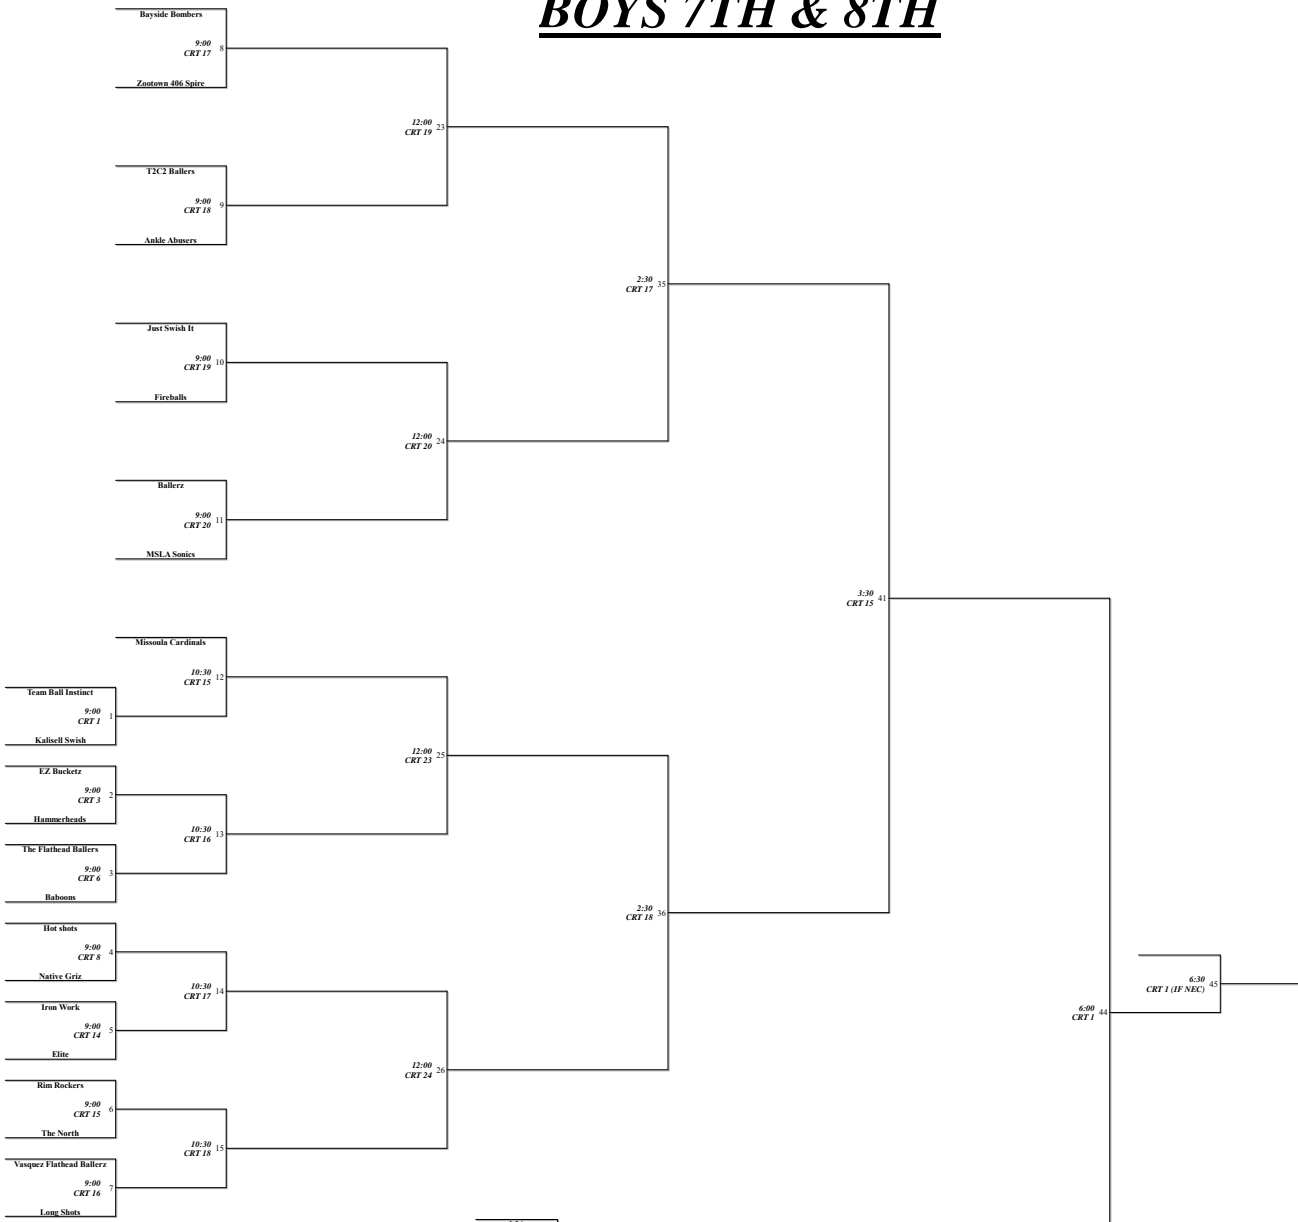 BOYS 7TH & 8TH
Bayside Bombers
9:00
CRT 17
8
Zootown 406 Spire
12:00
CRT 19
23
T2C2 Ballers
9:00
CRT 18
9
Ankle Abusers
2:30
CRT 17
35
Just Swish It
9:00
CRT 19
10
Fireballs
12:00
CRT 20
24
Ballerz
9:00
CRT 20
11
MSLA Sonics
3:30
CRT 15
41
Missoula Cardinals
10:30
CRT 15
12
Team Ball Instinct
9:00
CRT 1
1
Kalisell Swish
12:00
CRT 23
25
EZ Bucketz
9:00
CRT 3
2
Hammerheads
10:30
CRT 16
13
The Flathead Ballers
9:00
CRT 6
3
Baboons
2:30
CRT 18
36
Hot shots
9:00
CRT 8
4
Native Griz
10:30
CRT 17
14
6:30
CRT 1 (IF NEC)
45
Iron Work
9:00
CRT 14
5
Elite
6:00
CRT 1
44
12:00
CRT 24
26
Rim Rockers
9:00
CRT 15
6
The North
10:30
CRT 18
15
Vasquez Flathead Ballerz
9:00
CRT 16
7
Long Shots